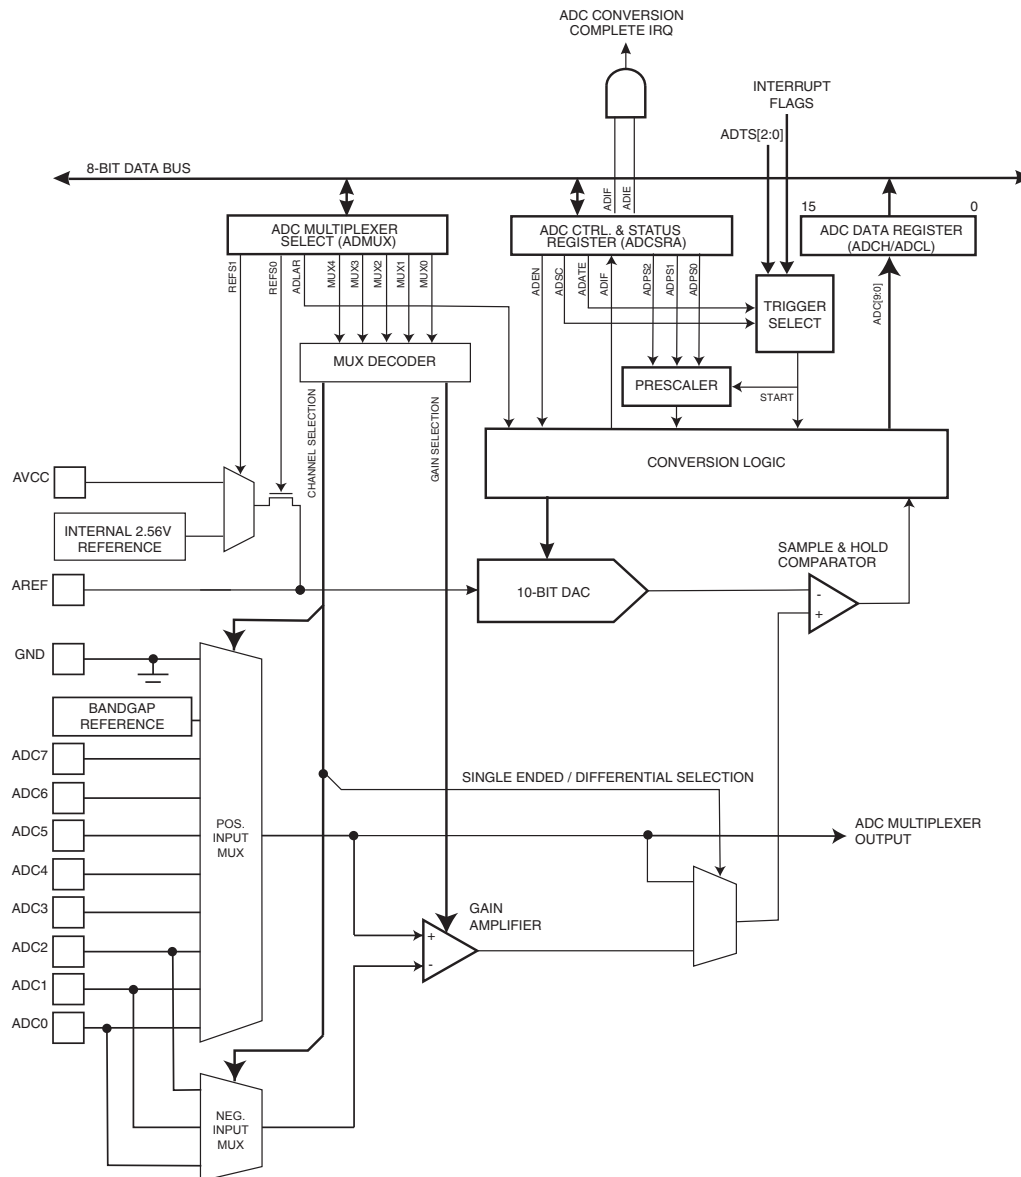 ADC CONVERSION
COMPLETE IRQ
INTERRUPT
FLAGS
ADTS[2:0]
8-BIT DATA BUS
ADIF
ADIE
15
0
ADC MULTIPLEXER
SELECT (ADMUX)
ADC CTRL. & STATUS
REGISTER (ADCSRA)
ADC DATA REGISTER
(ADCH/ADCL)
REFS1
REFS0
ADLAR
MUX4
MUX3
MUX2
MUX1
MUX0
ADEN
ADSC
ADATE
ADIF
ADPS2
ADPS1
ADPS0
ADC[9:0]
TRIGGER
SELECT
MUX DECODER
PRESCALER
START
CHANNEL SELECTION
GAIN SELECTION
CONVERSION LOGIC
AVCC
INTERNAL 2.56V
REFERENCE
SAMPLE & HOLD
COMPARATOR
AREF
10-BIT DAC
-
+
GND
BANDGAP
REFERENCE
ADC7
SINGLE ENDED / DIFFERENTIAL SELECTION
ADC6
ADC5
POS.
INPUT
MUX
ADC MULTIPLEXER
OUTPUT
ADC4
ADC3
GAIN
AMPLIFIER
+
-
ADC2
ADC1
ADC0
NEG.
INPUT
MUX